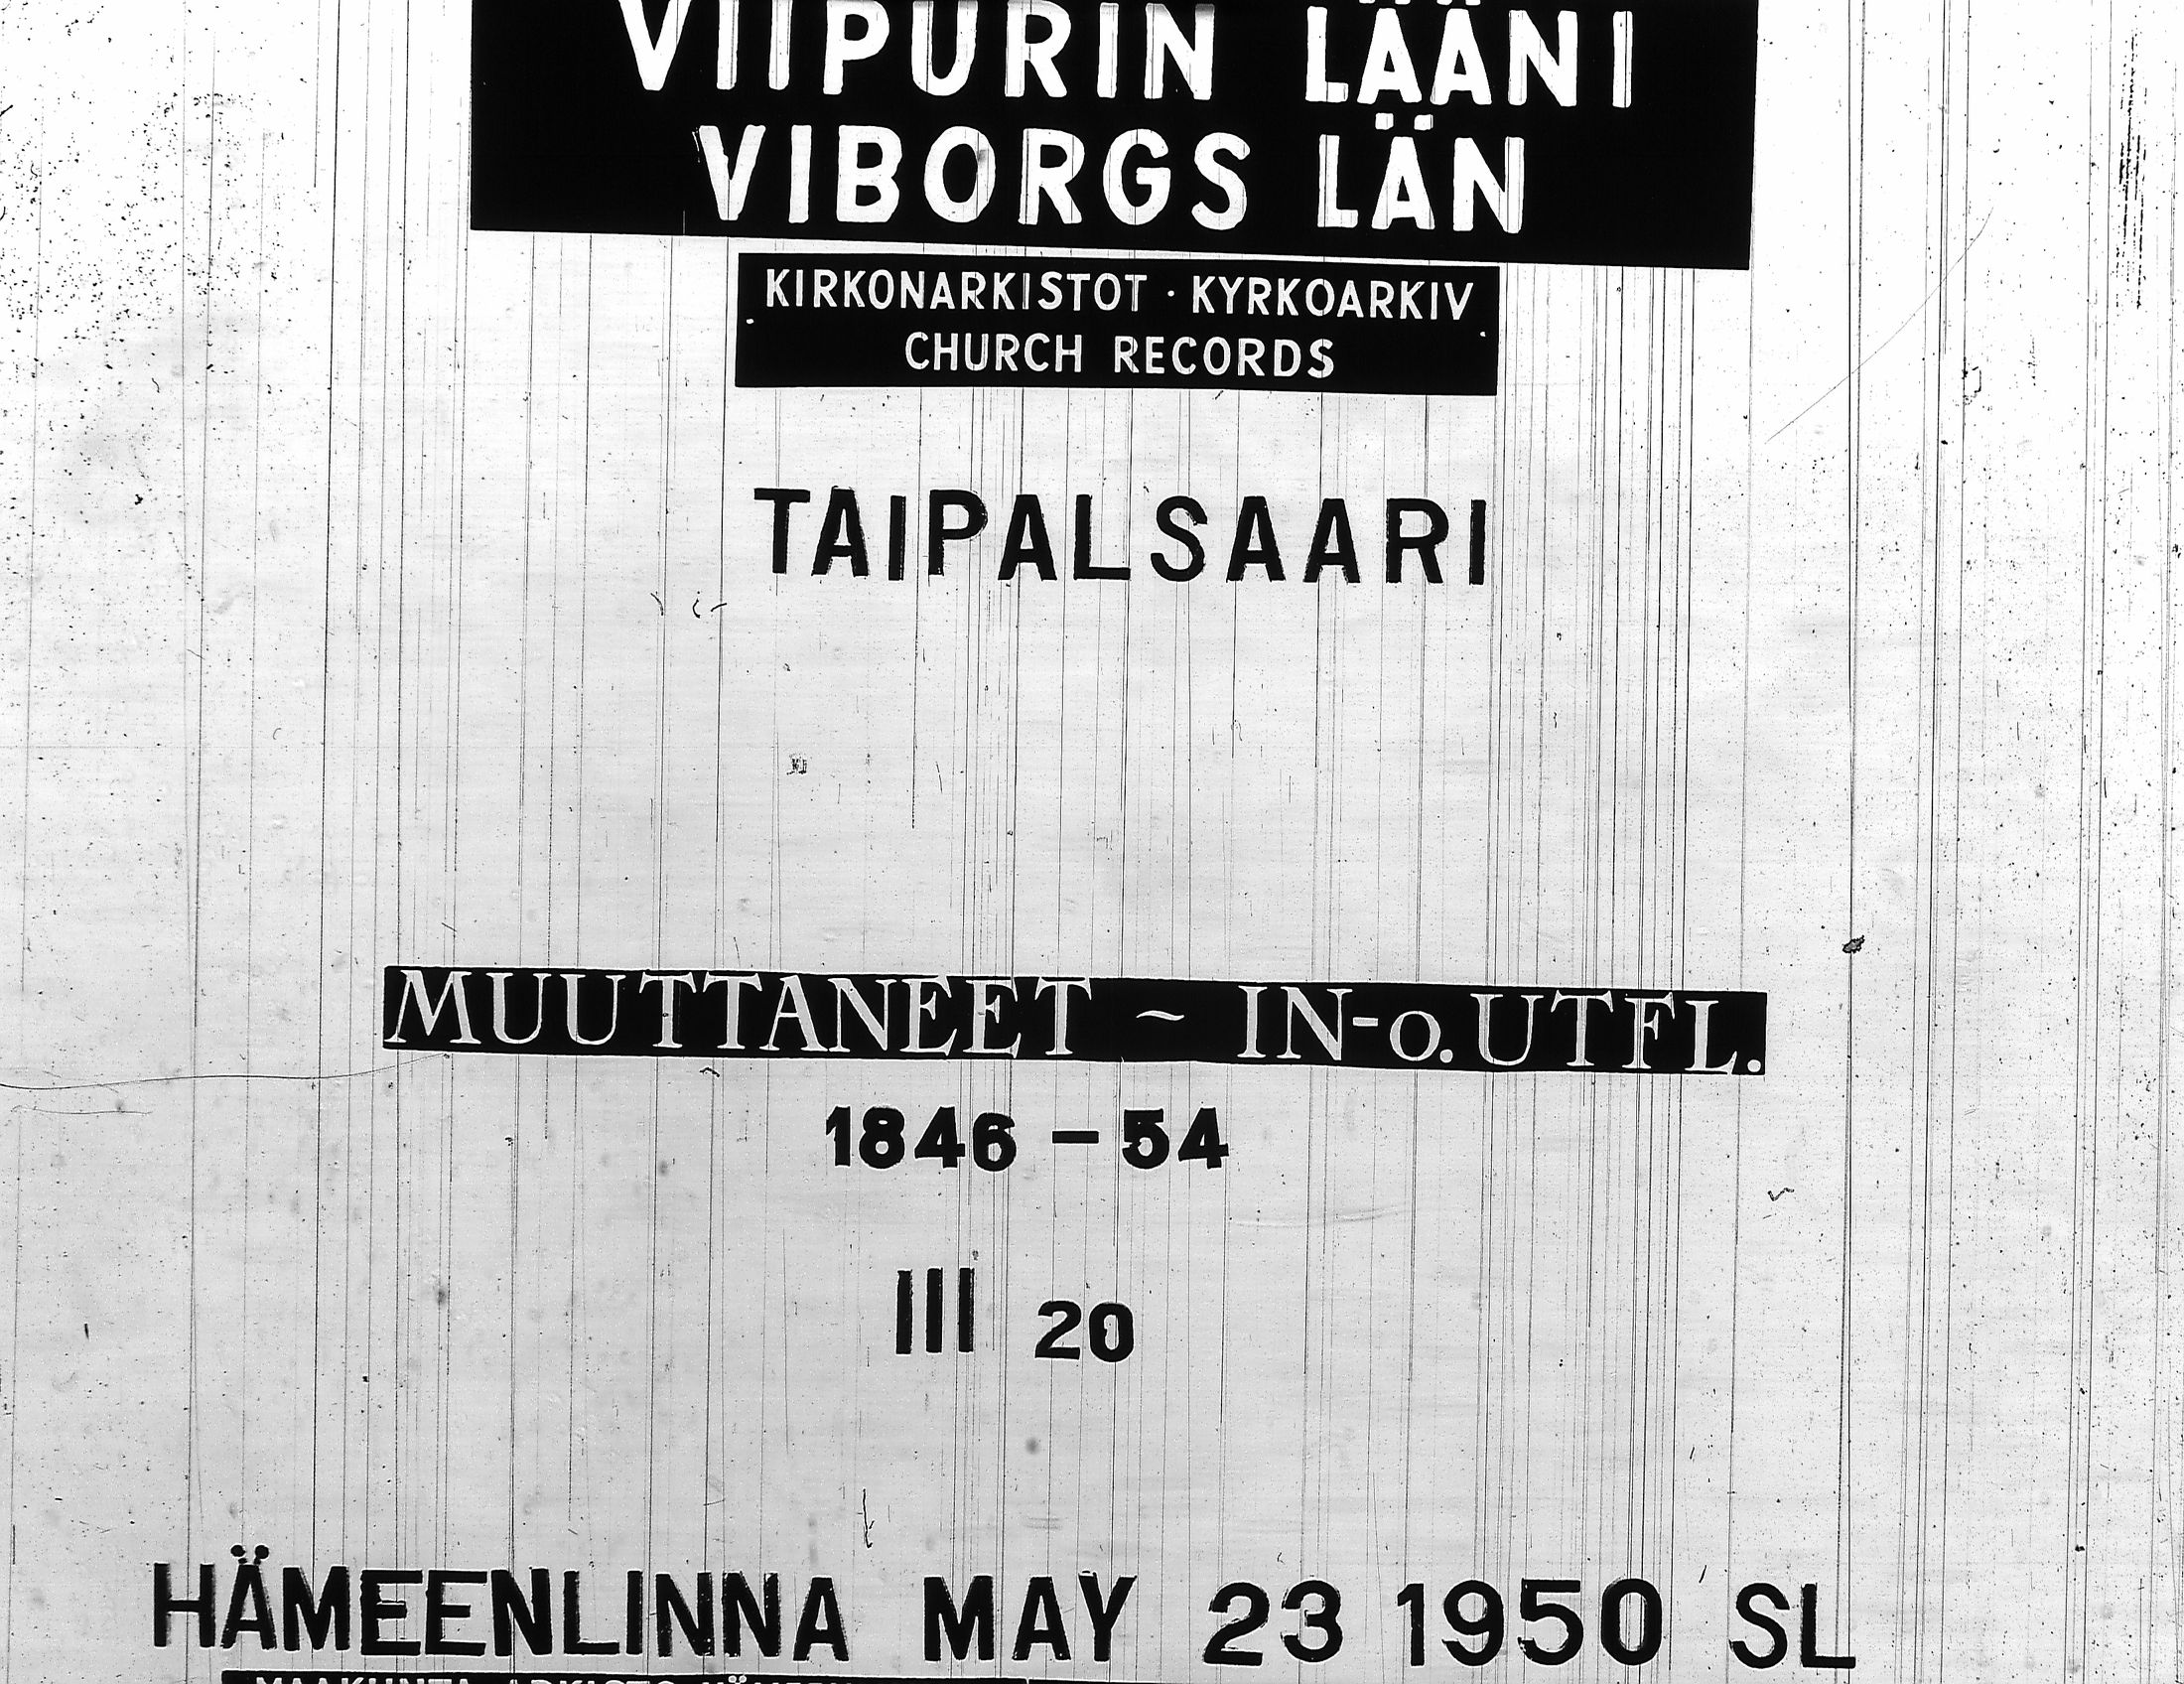 VIIPURIN LÄÄNI
VIBORGS LÄN
KIRKONARKISTOT · KYRKOARKIV
CHURCH RECORDS
TAIPALSAARI
MUUTTANEET ~ IN-o. UTFL.
1846 – 54
III 20
HÄMEENLINNA MAY 23 1950 SL